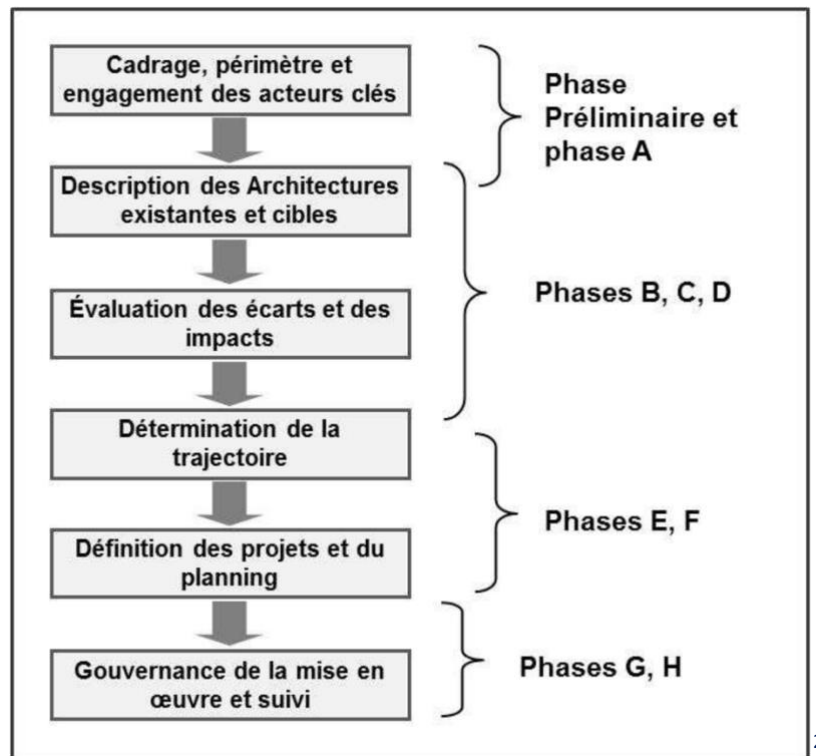 Cadrage, périmètre et
engagement des acteurs clés
Phase
Préliminaire et
phase A
Description des Architectures
existantes et cibles
Évaluation des écarts et des
impacts
Phases B, C, D
Détermination de la
trajectoire
Définition des projets et du
planning
Phases E, F
Gouvernance de la mise en
œuvre et suivi
Phases G, H